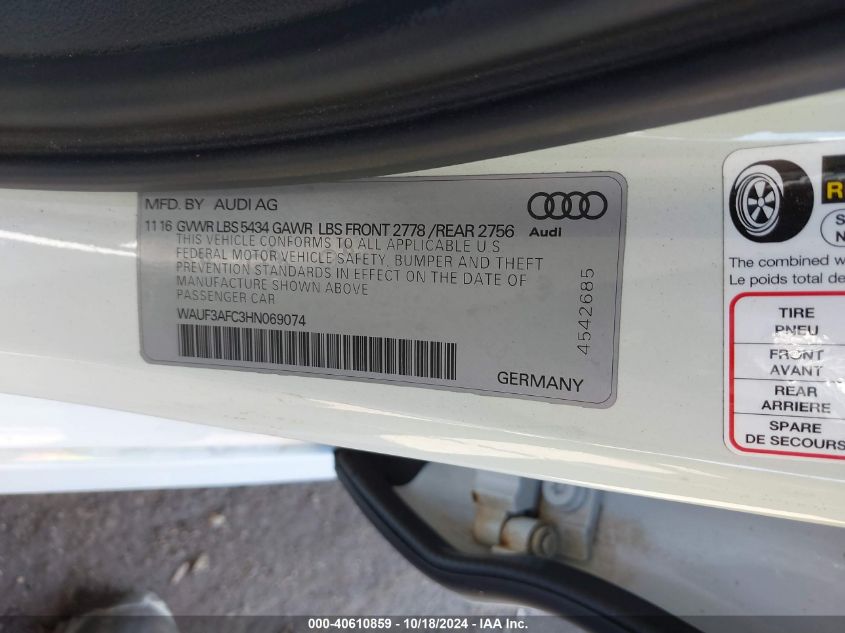 MFD. BY AUDI AG
11 16 GVWR LBS 5434 GAWR LBS FRONT 2778 /REAR 2756
THIS VEHICLE CONFORMS TO ALL APPLICABLE U S
FEDERAL MOTOR VEHICLE SAFETY, BUMPER AND THEFT
PREVENTION STANDARDS IN EFFECT ON THE DATE OF
MANUFACTURE SHOWN ABOVE
PASSENGER CAR
WAUF3AFC3HN069074
GERMANY
Audi
4542685
The combined w
Le poids total de
TIRE
PNEU
FRONT
AVANT
REAR
ARRIERE
SPARE
DE SECOURS
000-40610859 - 10/18/2024 - IAA Inc.